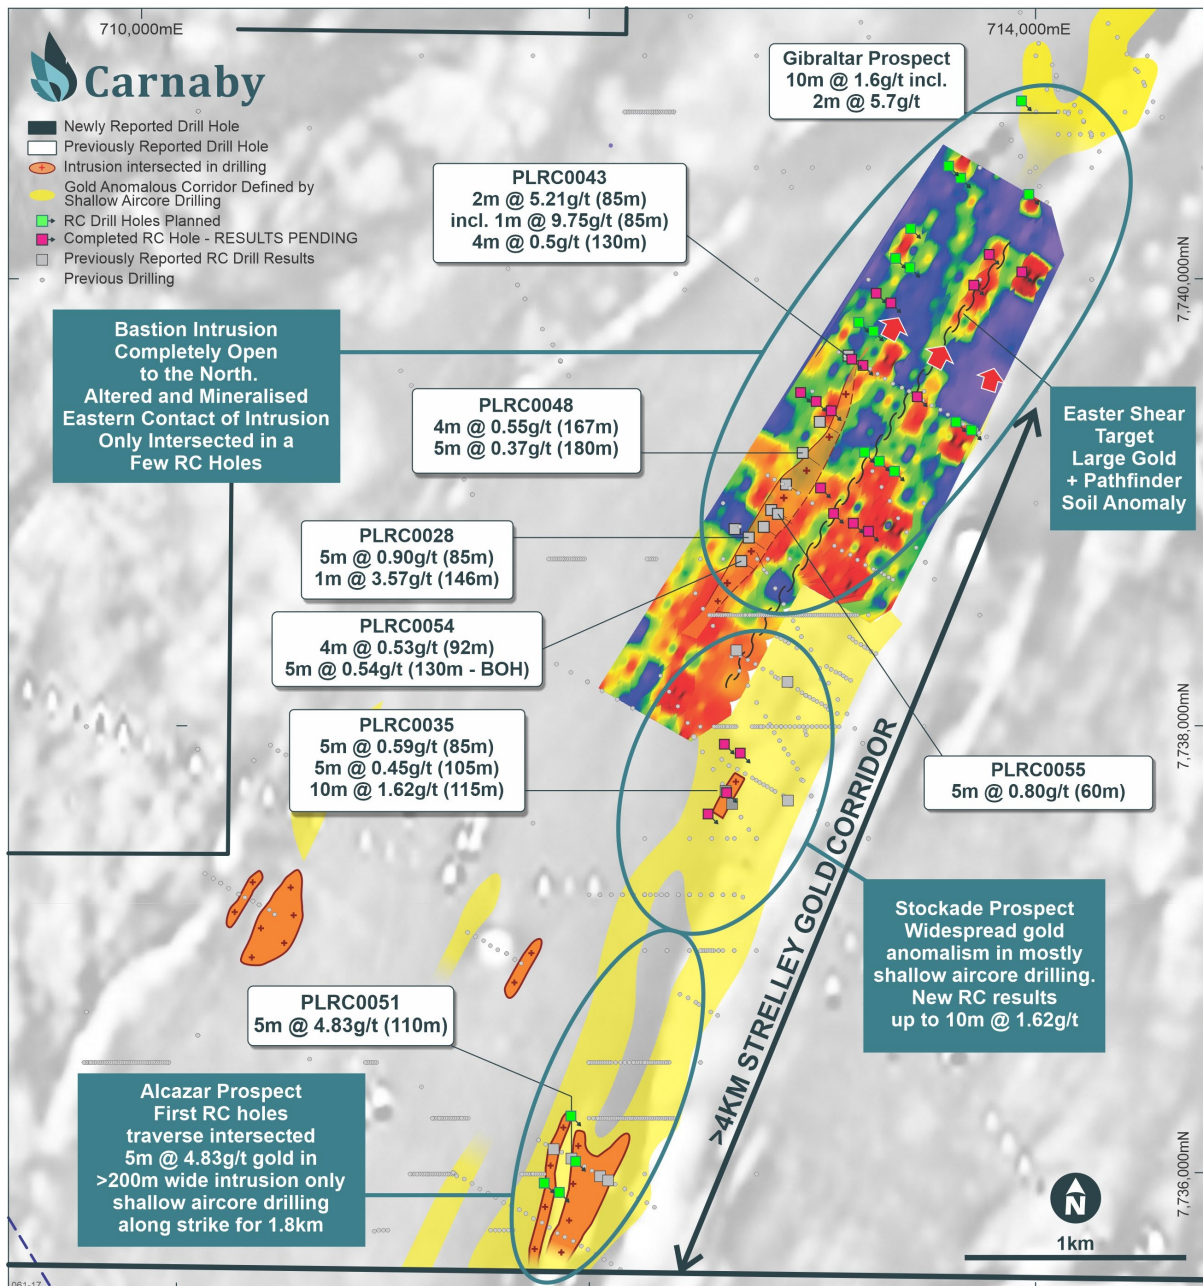 710,000mE
714,000mE
Carnaby
Newly Reported Drill Hole
Previously Reported Drill Hole
Intrusion intersected in drilling
Gold Anomalous Corridor Defined by
Shallow Aircore Drilling
RC Drill Holes Planned
Completed RC Hole - RESULTS PENDING
Previously Reported RC Drill Results
Previous Drilling
Gibraltar Prospect
10m @ 1.6g/t incl.
2m @ 5.7g/t
PLRC0043
2m @ 5.21g/t (85m)
incl. 1m @ 9.75g/t (85m)
4m @ 0.5g/t (130m)
7,740,000mN
Bastion Intrusion
Completely Open
to the North.
Altered and Mineralised
Eastern Contact of Intrusion
Only Intersected in a
Few RC Holes
PLRC0048
4m @ 0.55g/t (167m)
5m @ 0.37g/t (180m)
Easter Shear
Target
Large Gold
+ Pathfinder
Soil Anomaly
PLRC0028
5m @ 0.90g/t (85m)
1m @ 3.57g/t (146m)
PLRC0054
4m @ 0.53g/t (92m)
5m @ 0.54g/t (130m - BOH)
PLRC0035
5m @ 0.59g/t (85m)
5m @ 0.45g/t (105m)
10m @ 1.62g/t (115m)
7,738,000mN
PLRC0055
5m @ 0.80g/t (60m)
>4KM STRELLEY GOLD CORRIDOR
Stockade Prospect
Widespread gold
anomalism in mostly
shallow aircore drilling.
New RC results
up to 10m @ 1.62g/t
PLRC0051
5m @ 4.83g/t (110m)
Alcazar Prospect
First RC holes
traverse intersected
5m @ 4.83g/t gold in
>200m wide intrusion only
shallow aircore drilling
along strike for 1.8km
7,736,000mN
N
1km
061-17